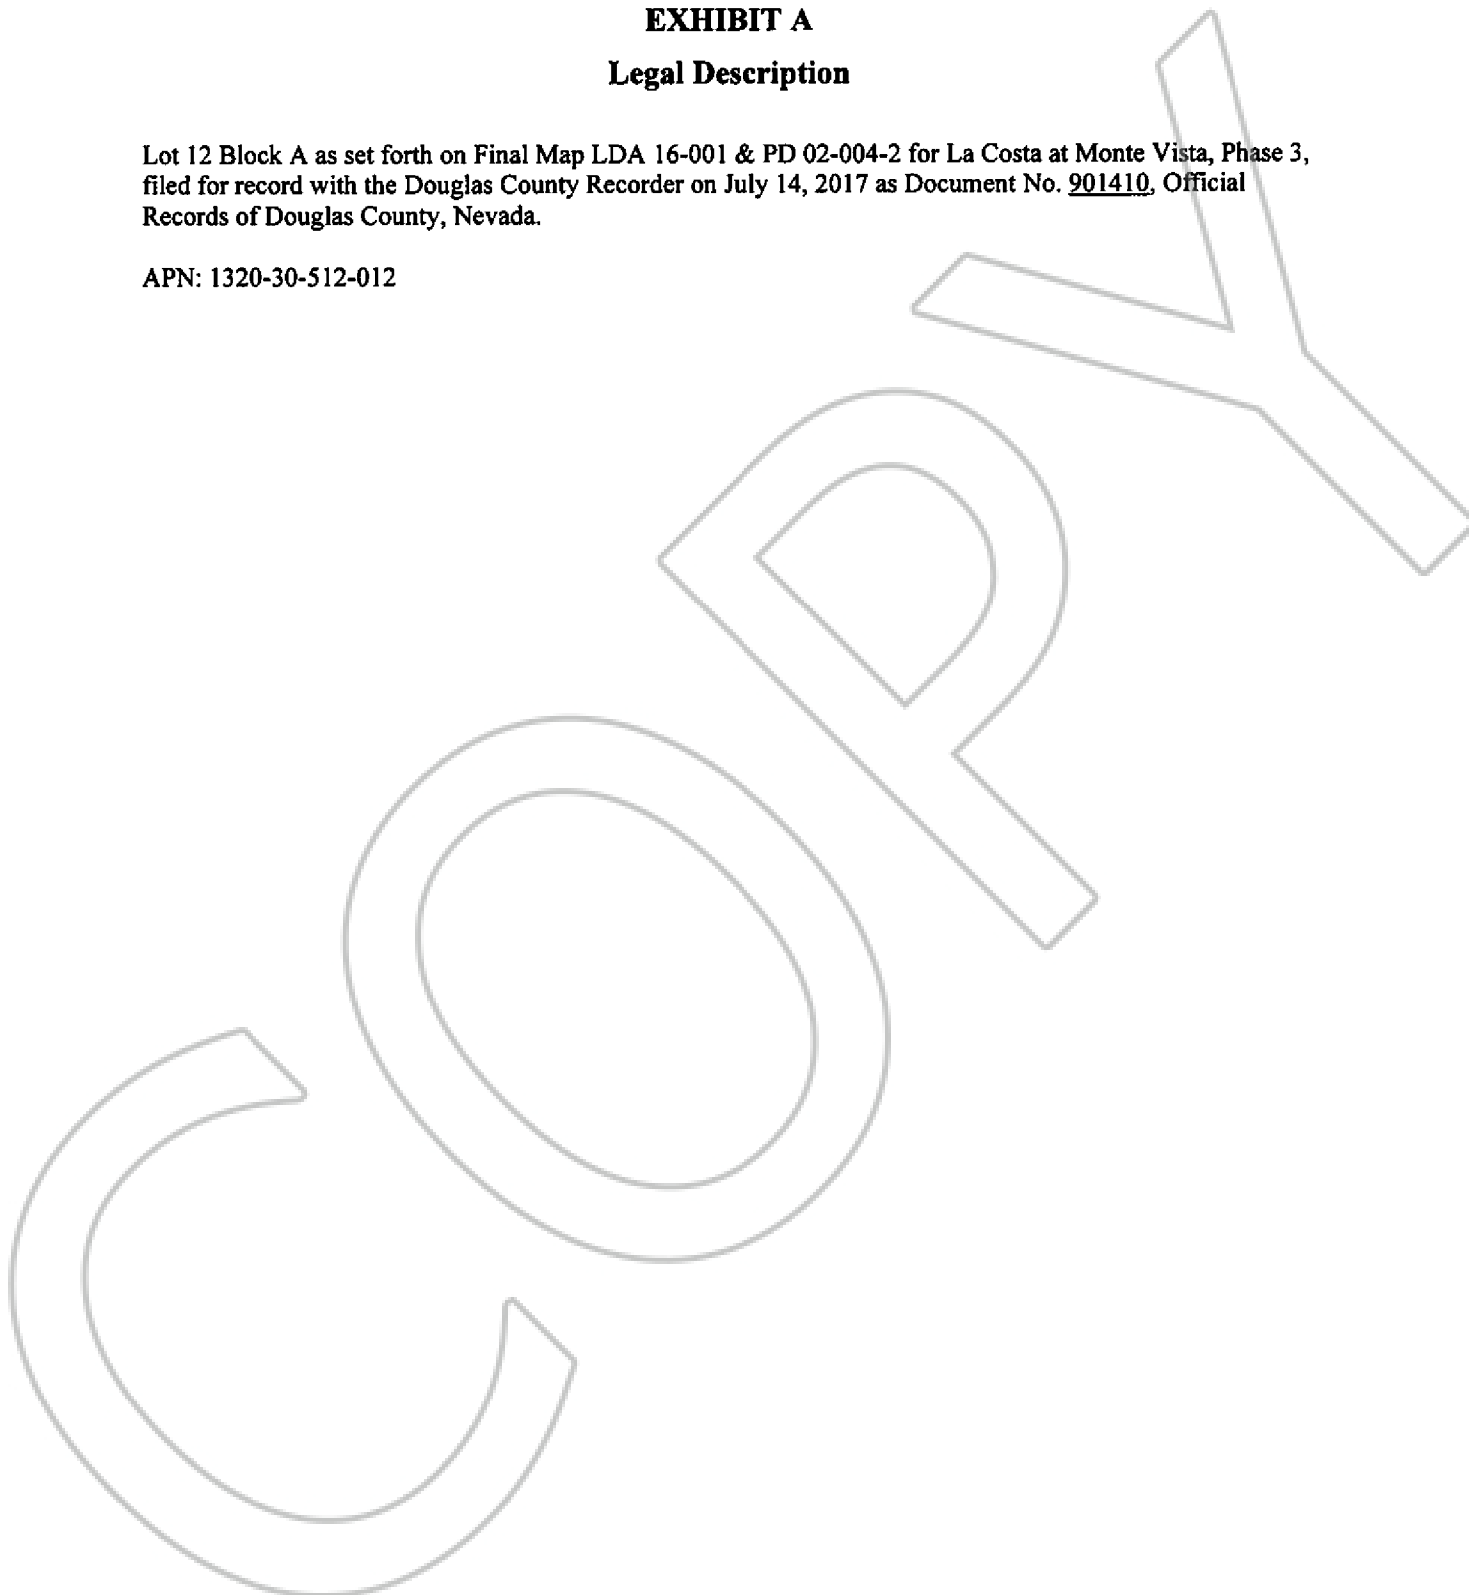 EXHIBIT A
Legal Description
Lot 12 Block A as set forth on Final Map LDA 16-001 & PD 02-004-2 for La Costa at Monte Vista, Phase 3,
filed for record with the Douglas County Recorder on July 14, 2017 as Document No. 901410, Official
Records of Douglas County, Nevada.
APN: 1320-30-512-012
COPY